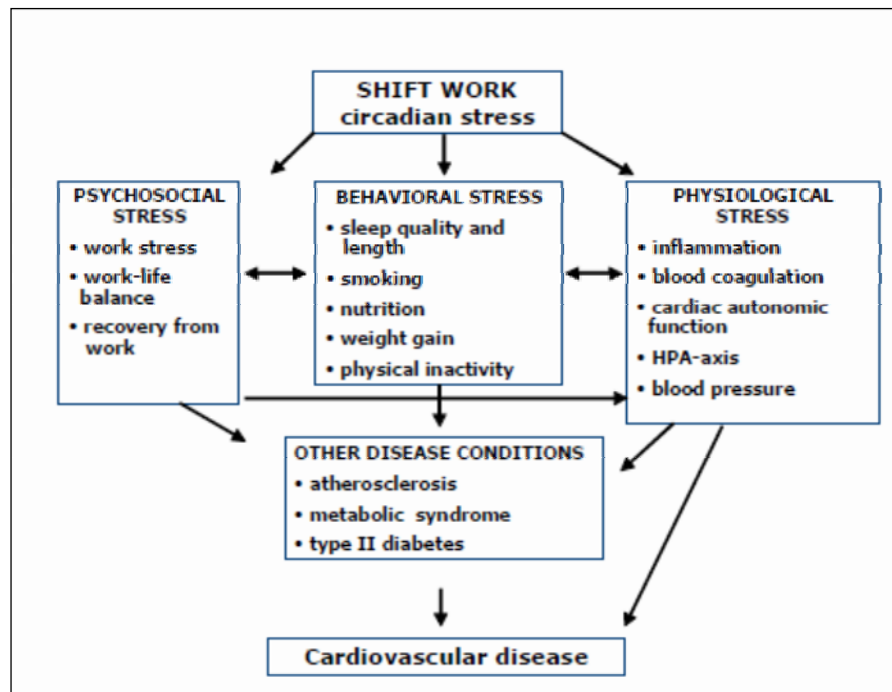 SHIFT WORK
circadian stress
PSYCHOSOCIAL
STRESS
• work stress
• work-life
balance
• recovery from
work
BEHAVIORAL STRESS
• sleep quality and
length
• smoking
• nutrition
• weight gain
• physical inactivity
PHYSIOLOGICAL
STRESS
• inflammation
• blood coagulation
• cardiac autonomic
function
• HPA-axis
• blood pressure
OTHER DISEASE CONDITIONS
• atherosclerosis
• metabolic syndrome
• type II diabetes
Cardiovascular disease